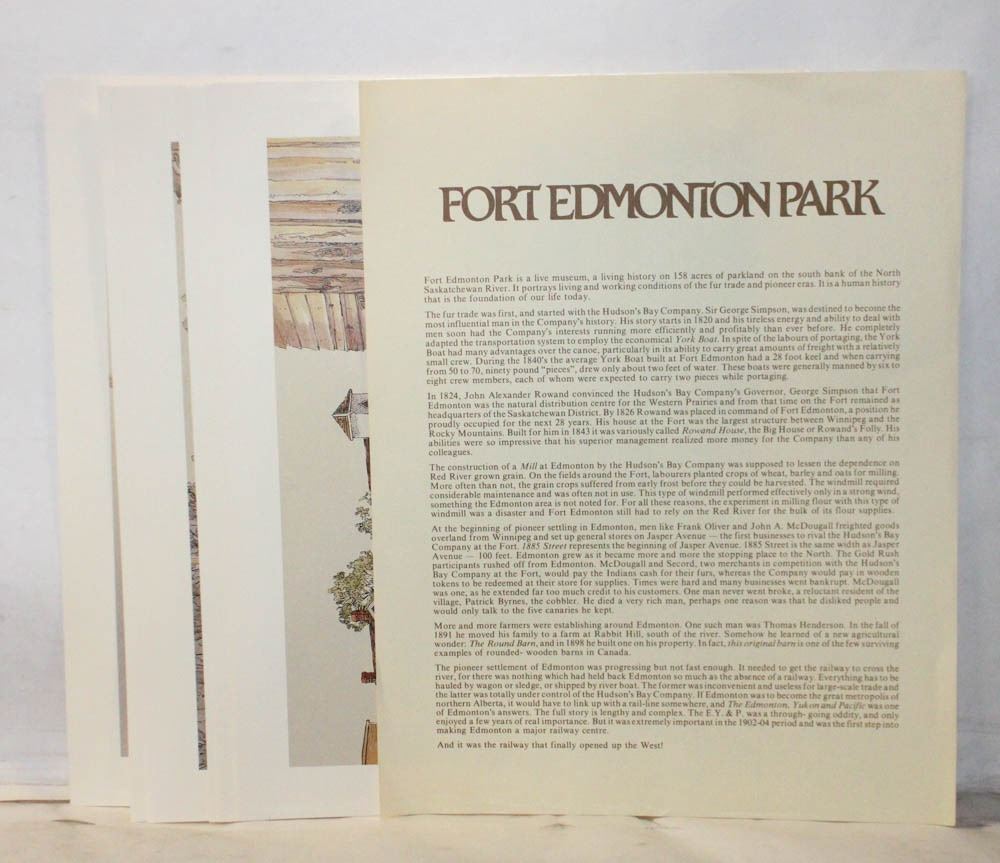 FORT EDMONTON PARK
Fort Edmonton Park is a live museum, a living history on 158 acres of parkland on the south bank of the North
Saskatchewan River. It portrays living and working conditions of the fur trade and pioneer eras. It is a human history
that is the foundation of our life today.
The fur trade was first, and started with the Hudson's Bay Company. Sir George Simpson, was destined to become the
most influential man in the Company's history. His story starts in 1820 and his tireless energy and ability to deal with
men soon had the Company's interests running more efficiently and profitably than ever before. He completely
adapted the transportation system to employ the economical York Boat. In spite of the labours of portaging, the York
Boat had many advantages over the canoe, particularly in its ability to carry great amounts of freight with a relatively
small crew. During the 1840's the average York Boat built at Fort Edmonton had a 28 foot keel and when carrying
from 50 to 70, ninety pound "pieces", drew only about two feet of water. These boats were generally manned by six to
eight crew members, each of whom were expected to carry two pieces while portaging.
In 1824, John Alexander Rowand convinced the Hudson's Bay Company's Governor, George Simpson that Fort
Edmonton was the natural distribution centre for the Western Prairies and from that time on the Fort remained as
headquarters of the Saskatchewan District. By 1826 Rowand was placed in command of Fort Edmonton, a position he
proudly occupied for the next 28 years. His house at the Fort was the largest structure between Winnipeg and the
Rocky Mountains. Built for him in 1843 it was variously called Rowand House, the Big House or Rowand's Folly. His
abilities were so impressive that his superior management realized more money for the Company than any of his
colleagues.
The construction of a Mill at Edmonton by the Hudson's Bay Company was supposed to lessen the dependence on
Red River grown grain. On the fields around the Fort, labourers planted crops of wheat, barley and oats for milling.
More often than not, the grain crops suffered from early frost before they could be harvested. The windmill required
considerable maintenance and was often not in use. This type of windmill performed effectively only in a strong wind,
something the Edmonton area is not noted for. For all these reasons, the experiment in milling flour with this type of
windmill was a disaster and Fort Edmonton still had to rely on the Red River for the bulk of its flour supplies.
At the beginning of pioneer settling in Edmonton, men like Frank Oliver and John A. McDougall freighted goods
overland from Winnipeg and set up general stores on Jasper Avenue — the first businesses to rival the Hudson's Bay
Company at the Fort. 1885 Street represents the beginning of Jasper Avenue. 1885 Street is the same width as Jasper
Avenue — 100 feet. Edmonton grew as it became more and more the stopping place to the North. The Gold Rush
participants rushed off from Edmonton. McDougall and Secord, two merchants in competition with the Hudson's
Bay Company at the Fort, would pay the Indians cash for their furs, whereas the Company would pay in wooden
tokens to be redeemed at their store for supplies. Times were hard and many businesses went bankrupt. McDougall
was one, as he extended far too much credit to his customers. One man never went broke, a reluctant resident of the
village, Patrick Byrnes, the cobbler. He died a very rich man, perhaps one reason was that he disliked people and
would only talk to the five canaries he kept.
More and more farmers were establishing around Edmonton. One such man was Thomas Henderson. In the fall of
1891 he moved his family to a farm at Rabbit Hill, south of the river. Somehow he learned of a new agricultural
wonder: The Round Barn, and in 1898 he built one on his property. In fact, this original barn is one of the few surviving
examples of rounded- wooden barns in Canada.
The pioneer settlement of Edmonton was progressing but not fast enough. It needed to get the railway to cross the
river, for there was nothing which had held back Edmonton so much as the absence of a railway. Everything has to be
hauled by wagon or sledge, or shipped by river boat. The former was inconvenient and useless for large-scale trade and
the latter was totally under control of the Hudson's Bay Company. If Edmonton was to become the great metropolis of
northern Alberta, it would have to link up with a rail-line somewhere, and The Edmonton, Yukon and Pacific was one
of Edmonton's answers. The full story is lengthy and complex. The E.Y. & P. was a through- going oddity, and only
enjoyed a few years of real importance. But it was extremely important in the 1902-04 period and was the first step into
making Edmonton a major railway centre.
And it was the railway that finally opened up the West!